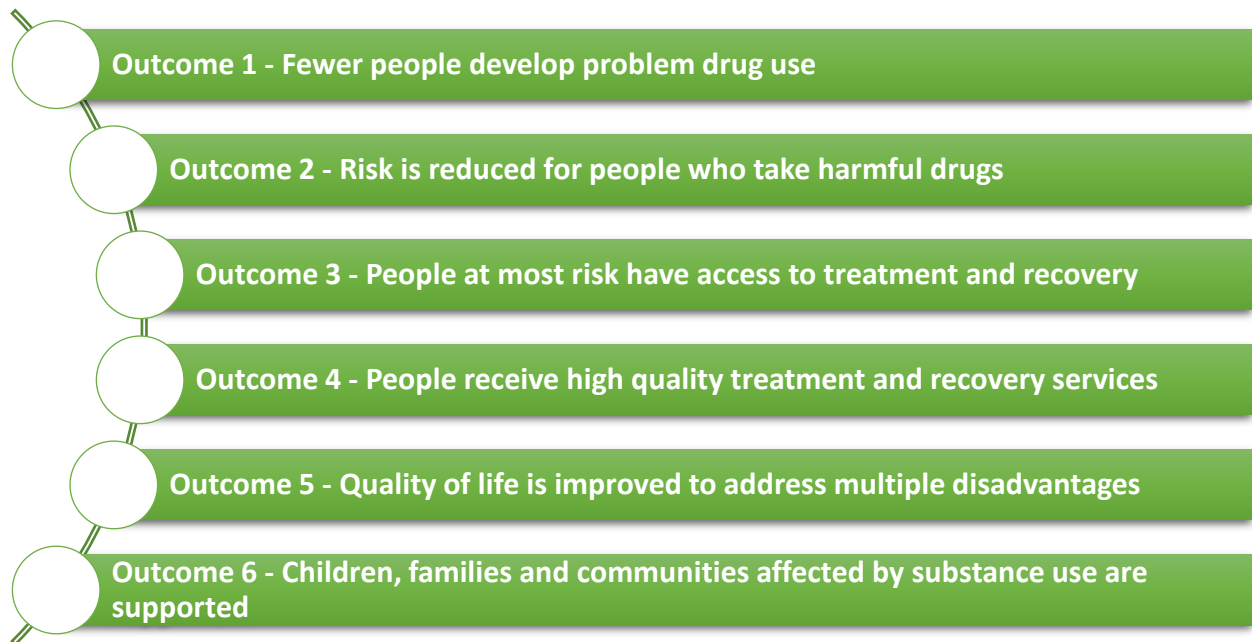 Outcome 1 - Fewer people develop problem drug use
Outcome 2 - Risk is reduced for people who take harmful drugs
Outcome 3 - People at most risk have access to treatment and recovery
Outcome 4 - People receive high quality treatment and recovery services
Outcome 5 - Quality of life is improved to address multiple disadvantages
Outcome 6 - Children, families and communities affected by substance use are
supported